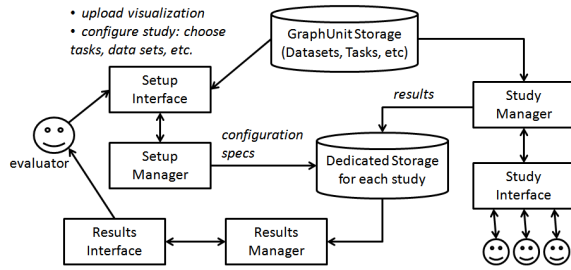 • upload visualization
• configure study: choose
tasks, data sets, etc.
GraphUnit Storage
(Datasets, Tasks, etc)
Setup
Interface
results
Study
Manager
evaluator
configuration
specs
Setup
Manager
Dedicated Storage
for each study
Study
Interface
Results
Interface
Results
Manager